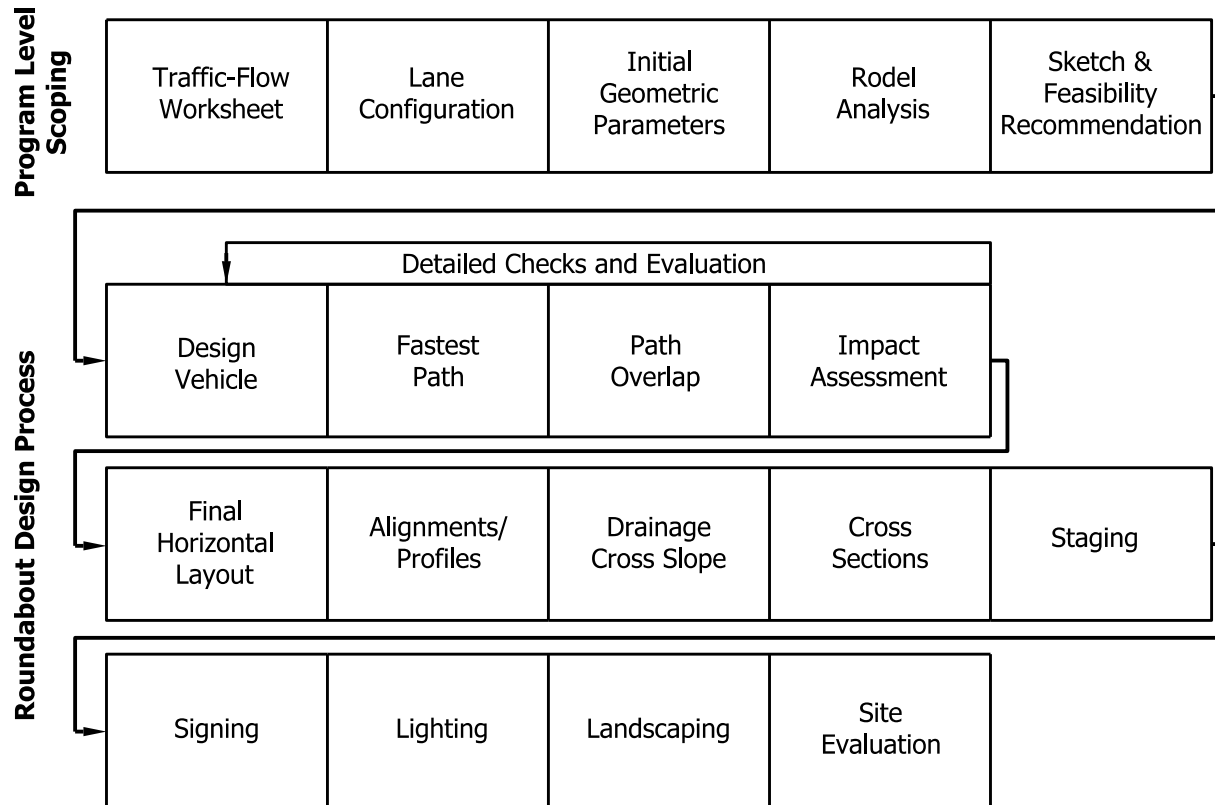 Program Level
Scoping
Traffic-Flow
Worksheet
Lane
Configuration
Initial
Geometric
Parameters
Rodel
Analysis
Sketch &
Feasibility
Recommendation
Roundabout Design Process
Detailed Checks and Evaluation
Design
Vehicle
Fastest
Path
Path
Overlap
Impact
Assessment
Final
Horizontal
Layout
Alignments/
Profiles
Drainage
Cross Slope
Cross
Sections
Staging
Signing
Lighting
Landscaping
Site
Evaluation